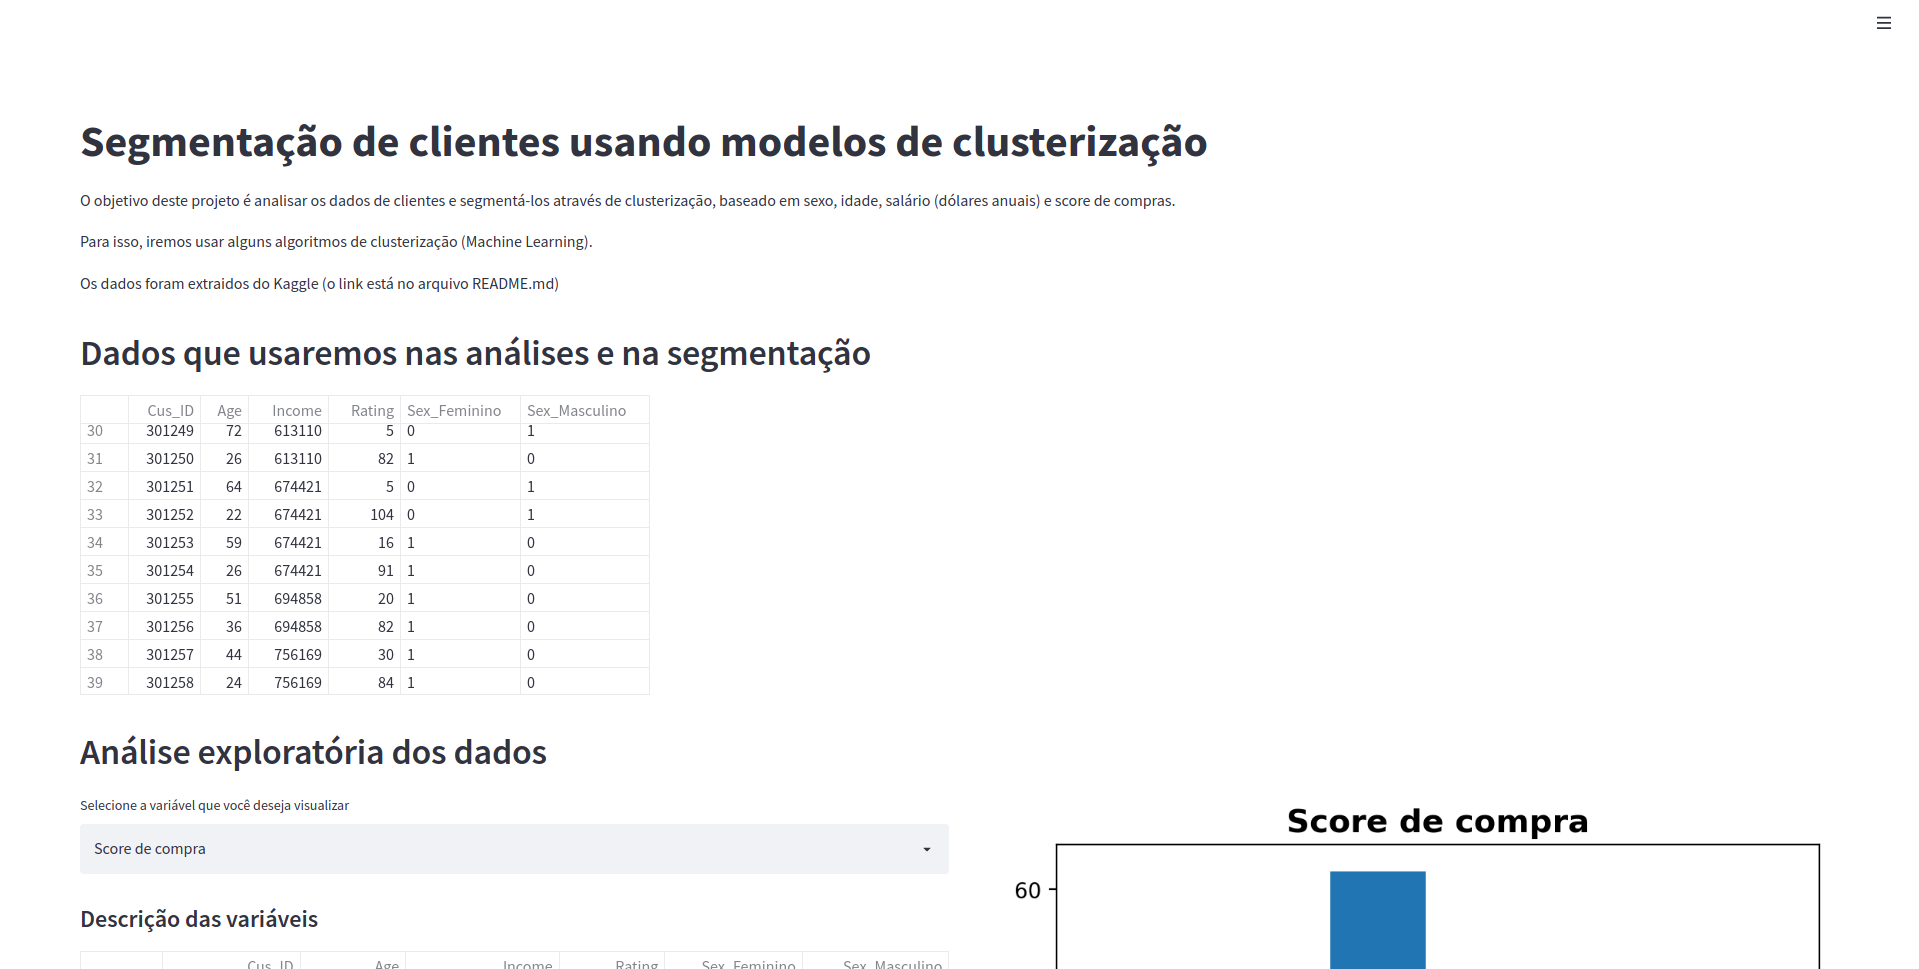 Segmentação de clientes usando modelos de clusterização
O objetivo deste projeto é analisar os dados de clientes e segmentá-los através de clusterização, baseado em sexo, idade, salário (dólares anuais) e score de compras.
Para isso, iremos usar alguns algoritmos de clusterização (Machine Learning).
Os dados foram extraidos do Kaggle (o link está no arquivo README.md)
Dados que usaremos nas análises e na segmentação
Cus_ID Age Income Rating Sex_Feminino Sex_Masculino
30 301249 72 613110 5 0 1
31 301250 26 613110 82 1 0
32 301251 64 674421 5 0 1
33 301252 22 674421 104 0 1
34 301253 59 674421 16 1 0
35 301254 26 674421 91 1 0
36 301255 51 694858 20 1 0
37 301256 36 694858 82 1 0
38 301257 44 756169 30 1 0
39 301258 24 756169 84 1 0
Análise exploratória dos dados
Selecione a variável que você deseja visualizar
Score de compra
Score de compra
60
Descrição das variáveis
Cus_ID Age Income Rating Sex_Feminino Sex_Masculino